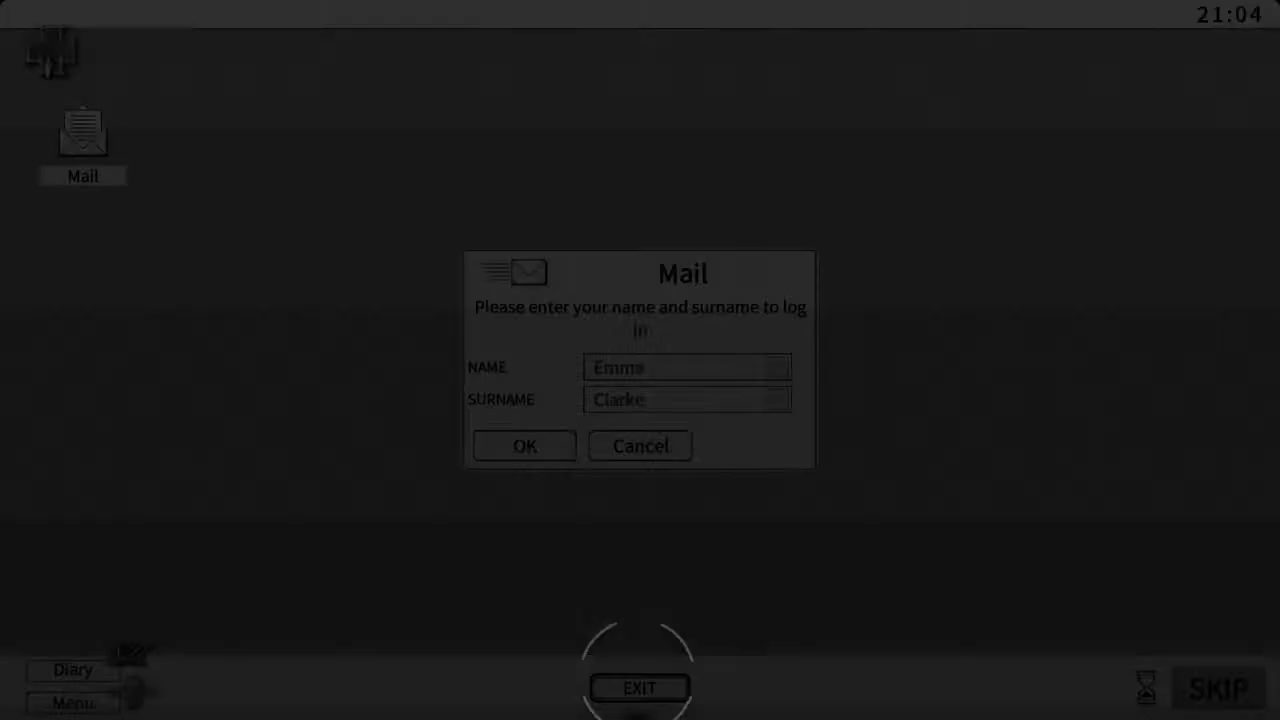 21:04
Mail
Mail
Please enter your name and surname to log
in
NAME
Emma
SURNAME
Clarke
OK
Cancel
Diary
Menu
EXIT
SKIP